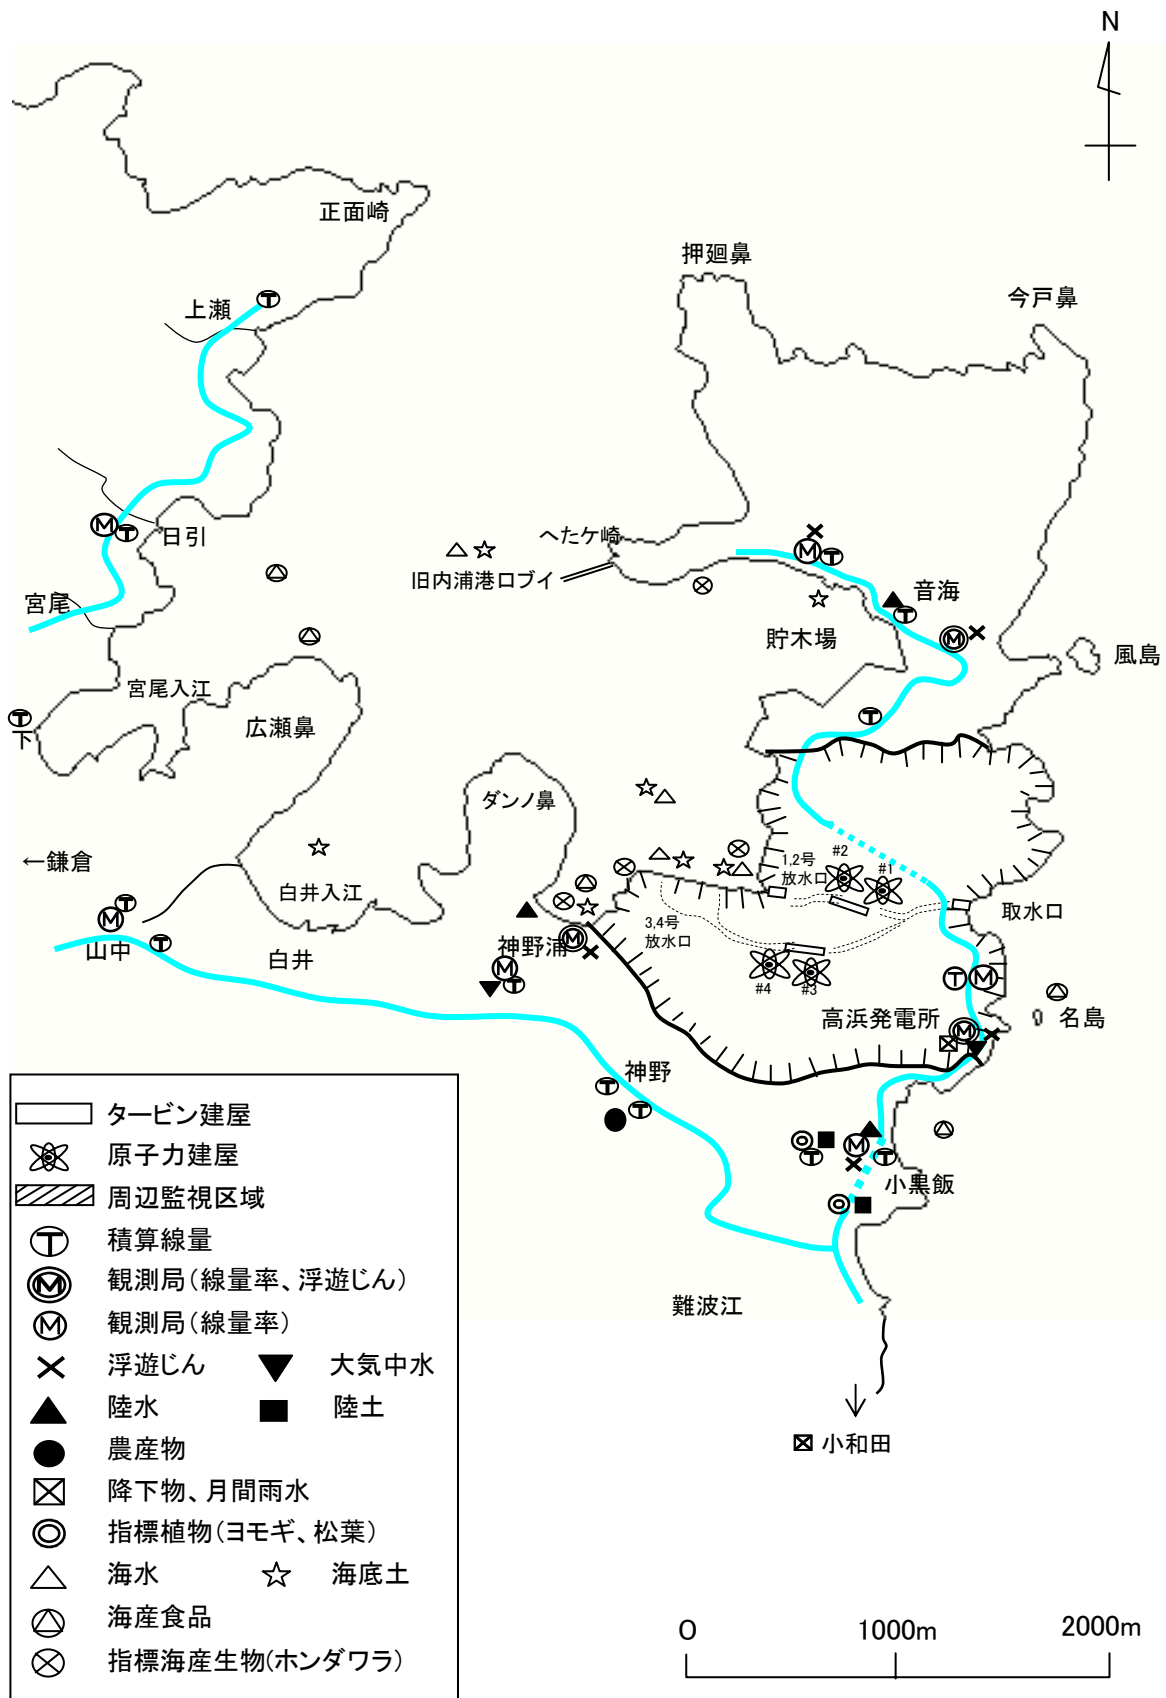 N
正面崎
押廻鼻
今戸鼻
上瀬
へたケ崎
日引
旧内浦港口ブイ
音海
宮尾
貯木場
風島
宮尾入江
広瀬鼻
下
ダンノ鼻
←鎌倉
#2
1,2号
放水口
#1
白井入江
取水口
3,4号
放水口
山中
白井
神野浦
#4
#3
高浜発電所
名島
神野
小黒飯
難波江
小和田
タービン建屋
原子力建屋
周辺監視区域
T 積算線量
M 観測局(線量率、浮遊じん)
M 観測局(線量率)
浮遊じん 大気中水
陸水 陸土
農産物
降下物、月間雨水
指標植物(ヨモギ、松葉)
海水 海底土
海産食品
指標海産生物(ホンダワラ)
O 1000m 2000m